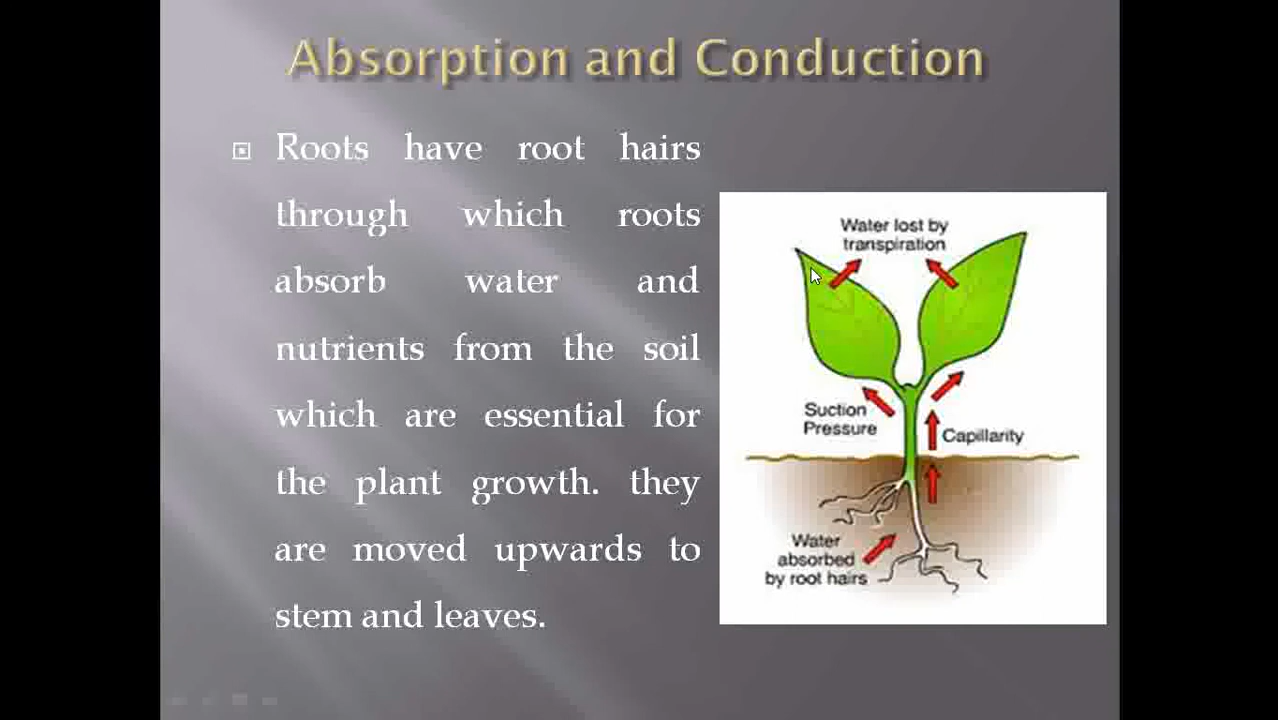 Absorption and Conduction
Roots have root hairs
through which roots
absorb water and
nutrients from the soil
which are essential for
the plant growth. they
are moved upwards to
stem and leaves.
Water lost by
transpiration
Suction
Pressure
Capillarity
Water
absorbed
by root hairs